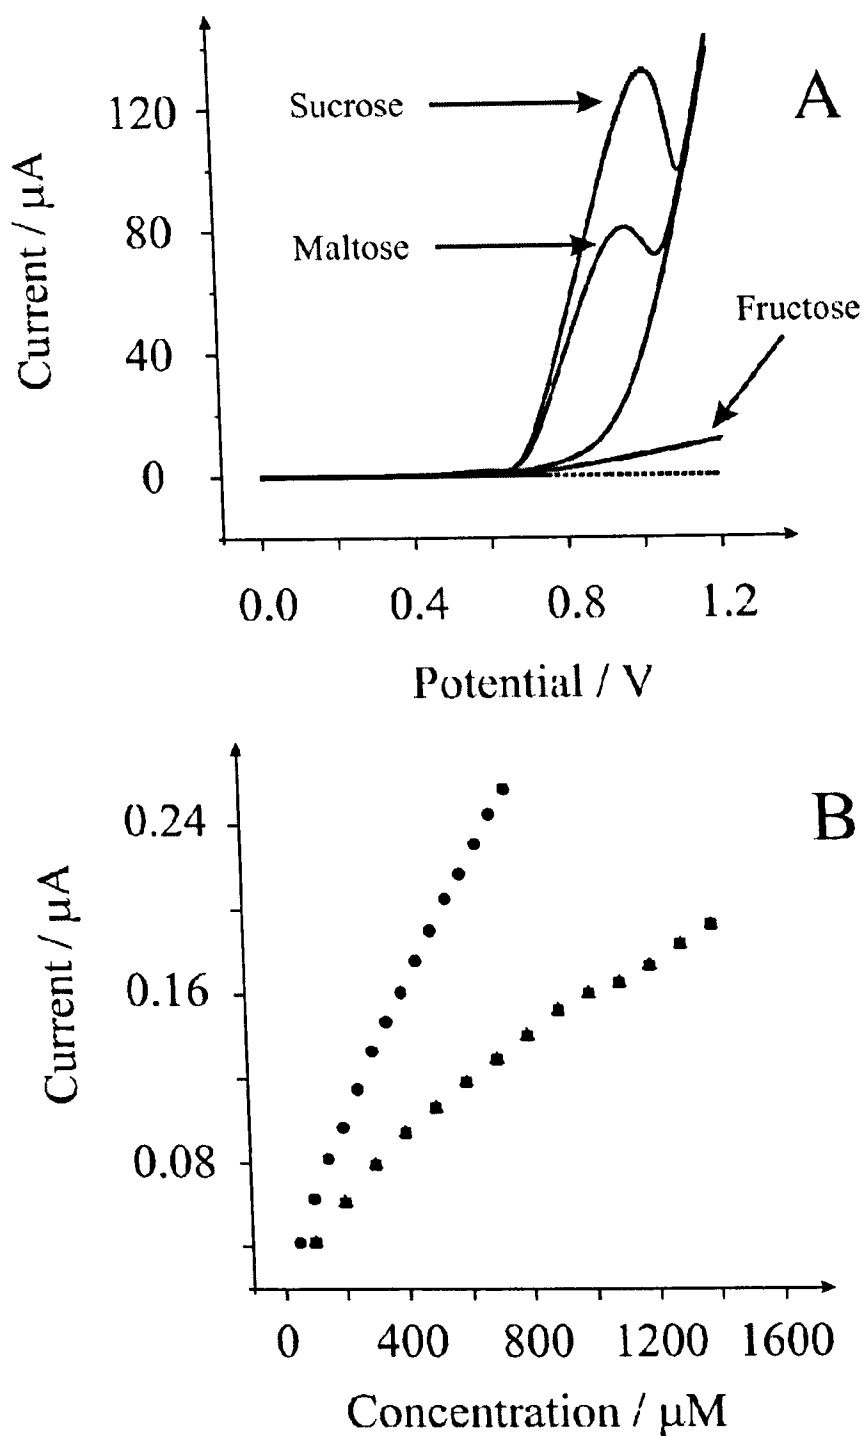 A
120
Sucrose
80
Maltose
Fructose
40
0
Current / μA
0.0 0.4 0.8 1.2
Potential / V
B
0.24
0.16
0.08
Current / μA
0 400 800 1200 1600
Concentration / μM